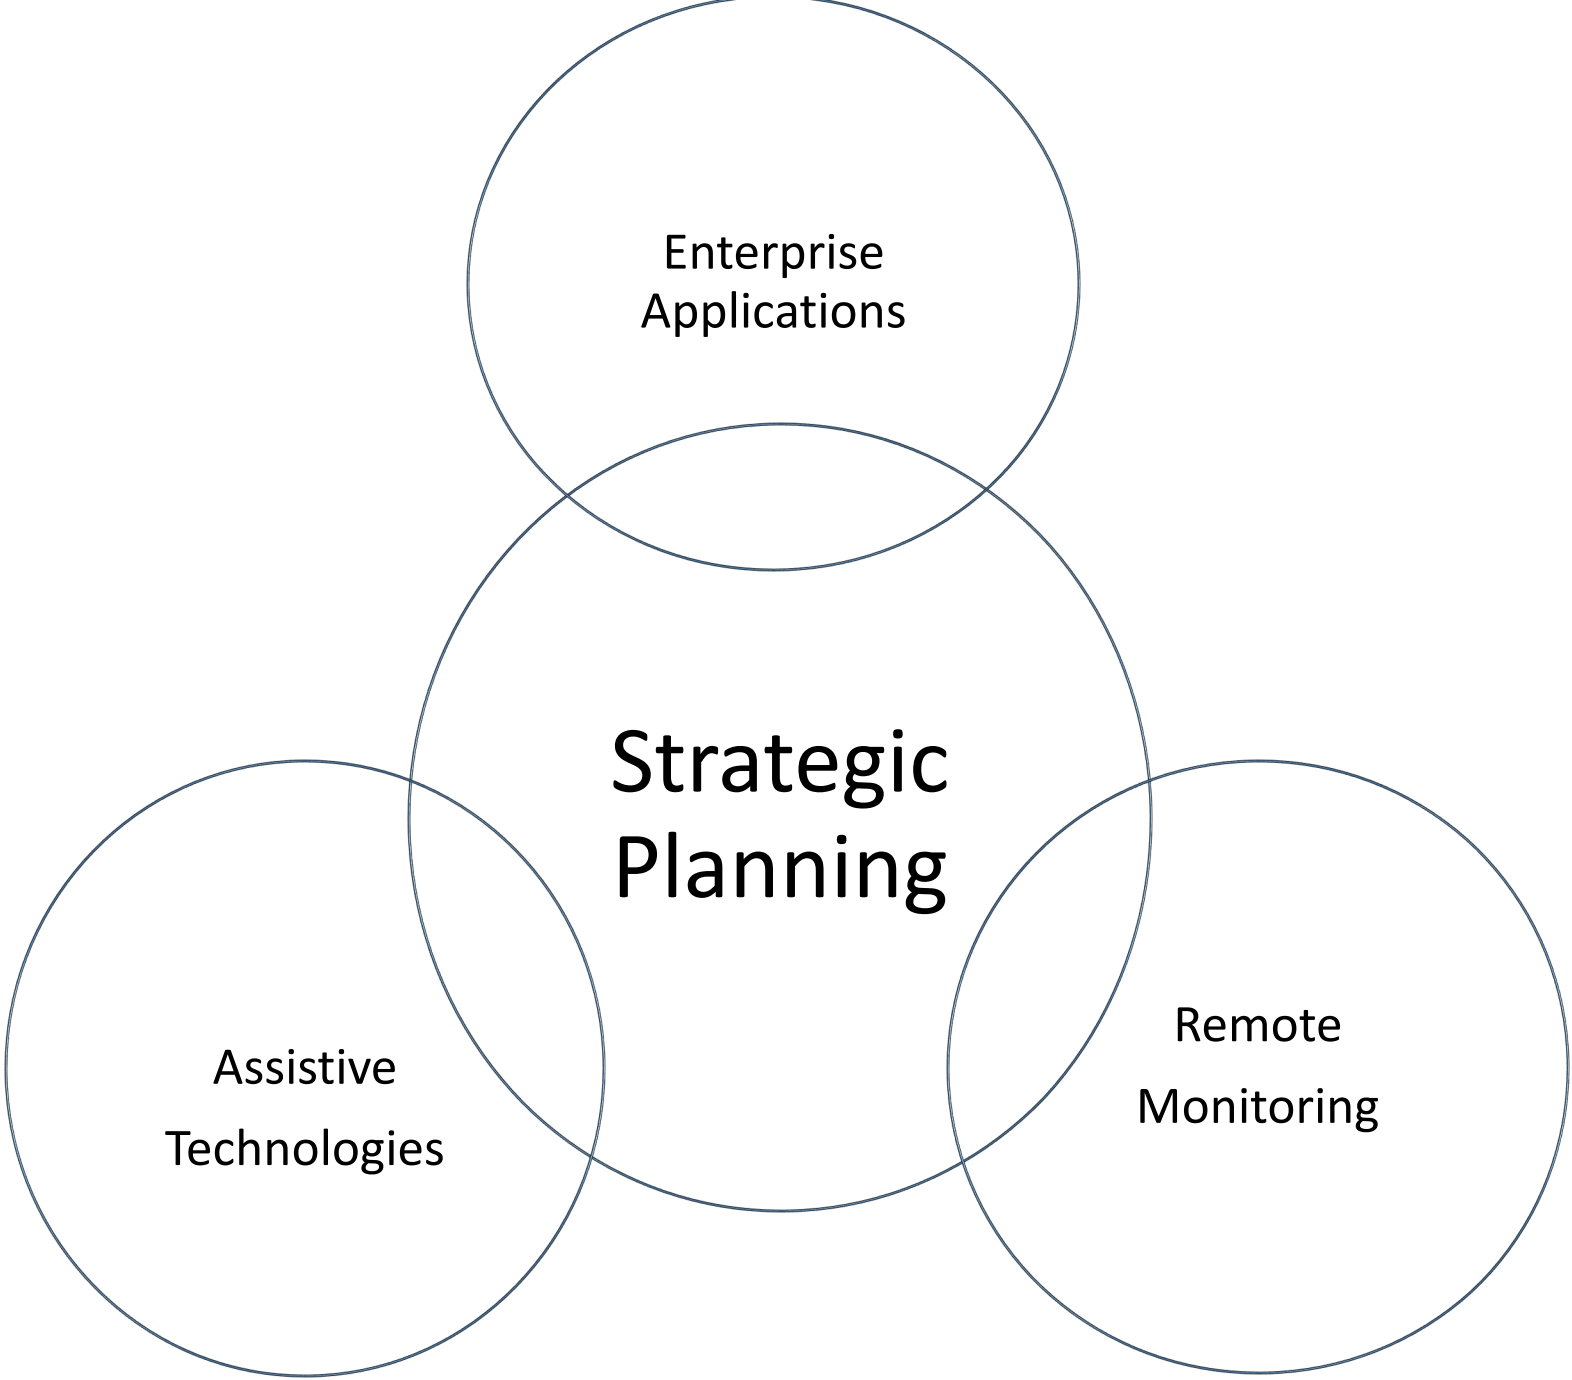 Enterprise
Applications
Strategic
Planning
Assistive
Technologies
Remote
Monitoring